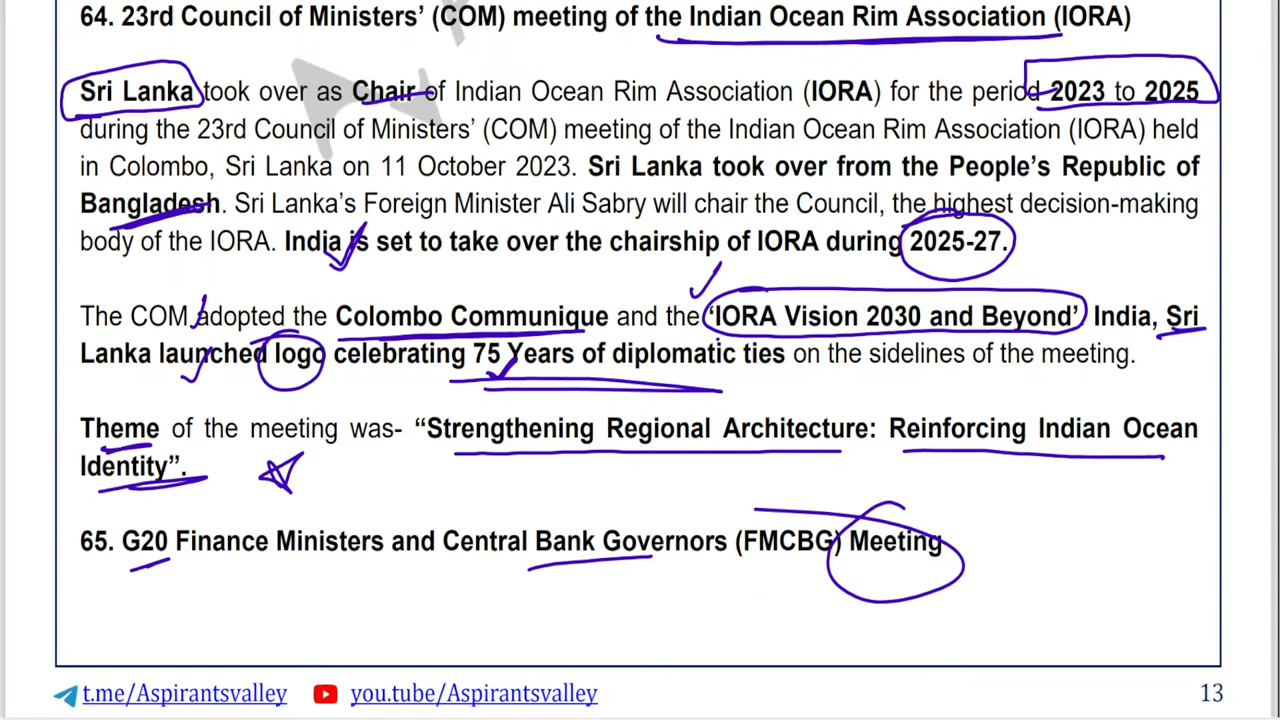 64. 23rd Council of Ministers’ (COM) meeting of the Indian Ocean Rim Association (IORA)
Sri Lanka took over as Chair of Indian Ocean Rim Association (IORA) for the period 2023 to 2025
during the 23rd Council of Ministers’ (COM) meeting of the Indian Ocean Rim Association (IORA) held
in Colombo, Sri Lanka on 11 October 2023. Sri Lanka took over from the People’s Republic of
Bangladesh. Sri Lanka’s Foreign Minister Ali Sabry will chair the Council, the highest decision-making
body of the IORA. India is set to take over the chairship of IORA during 2025-27.
The COM adopted the Colombo Communique and the ‘IORA Vision 2030 and Beyond’. India, Sri
Lanka launched logo celebrating 75 Years of diplomatic ties on the sidelines of the meeting.
Theme of the meeting was- “Strengthening Regional Architecture: Reinforcing Indian Ocean
Identity”.
65. G20 Finance Ministers and Central Bank Governors (FMCBG) Meeting
t.me/Aspirantsvalley you.tube/Aspirantsvalley 13